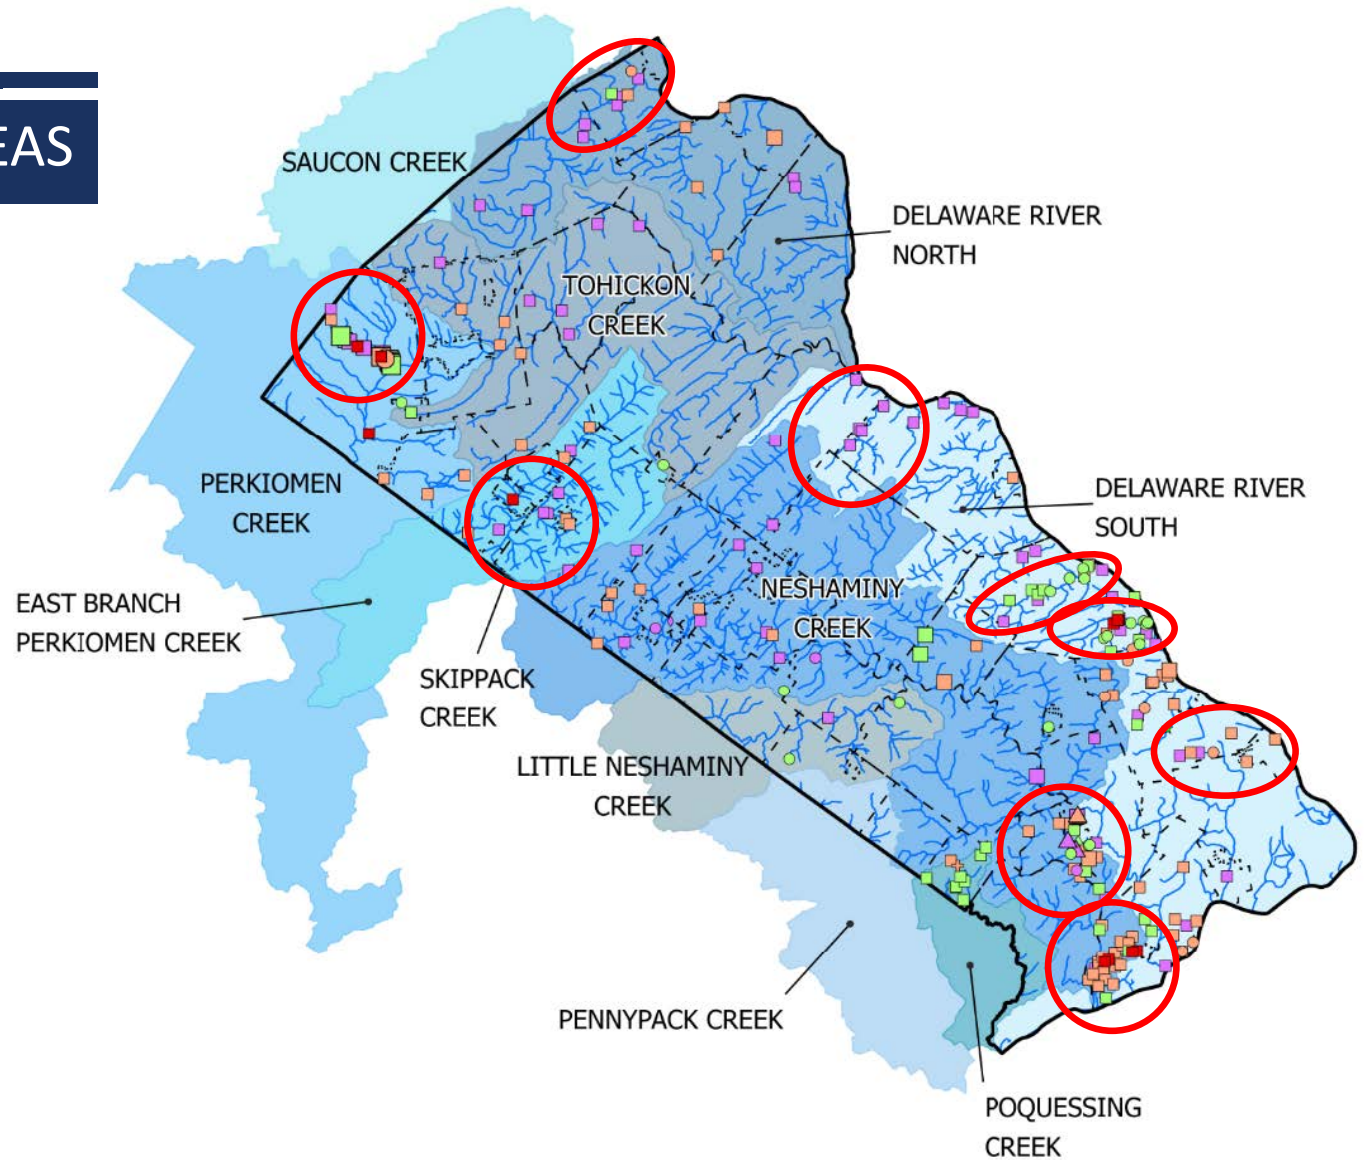 EAS
SAUCON CREEK
DELAWARE RIVER
NORTH
TOHICKON
CREEK
PERKIOMEN
CREEK
DELAWARE RIVER
SOUTH
EAST BRANCH
PERKIOMEN CREEK
NESHAMINY
CREEK
SKIPPACK
CREEK
LITTLE NESHAMINY
CREEK
PENNYPACK CREEK
POQUESSING
CREEK